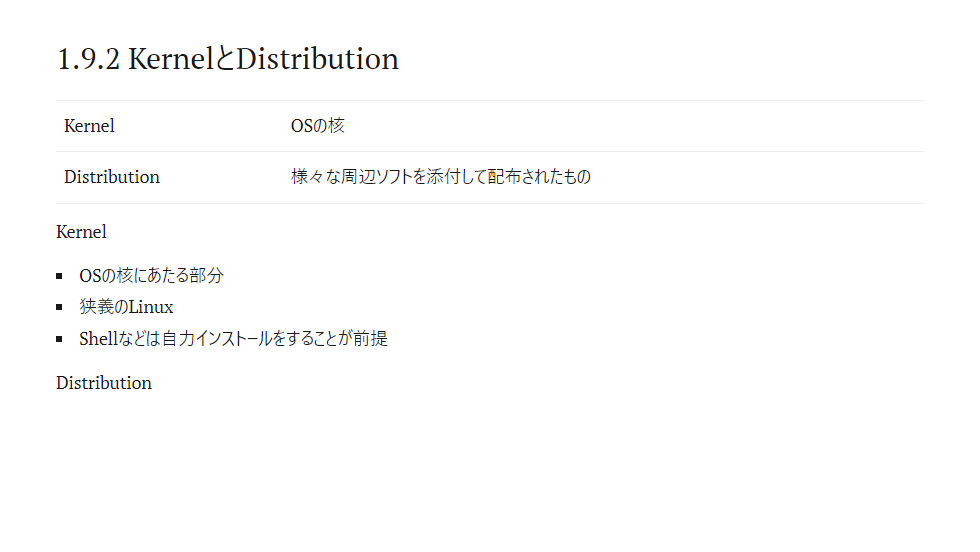 1.9.2 KernelとDistribution
Kernel OSの核
Distribution 様々な周辺ソフトを添付して配布されたもの
Kernel
▪ OSの核にあたる部分
▪ 狭義のLinux
▪ Shellなどは自力インストールをすることが前提
Distribution